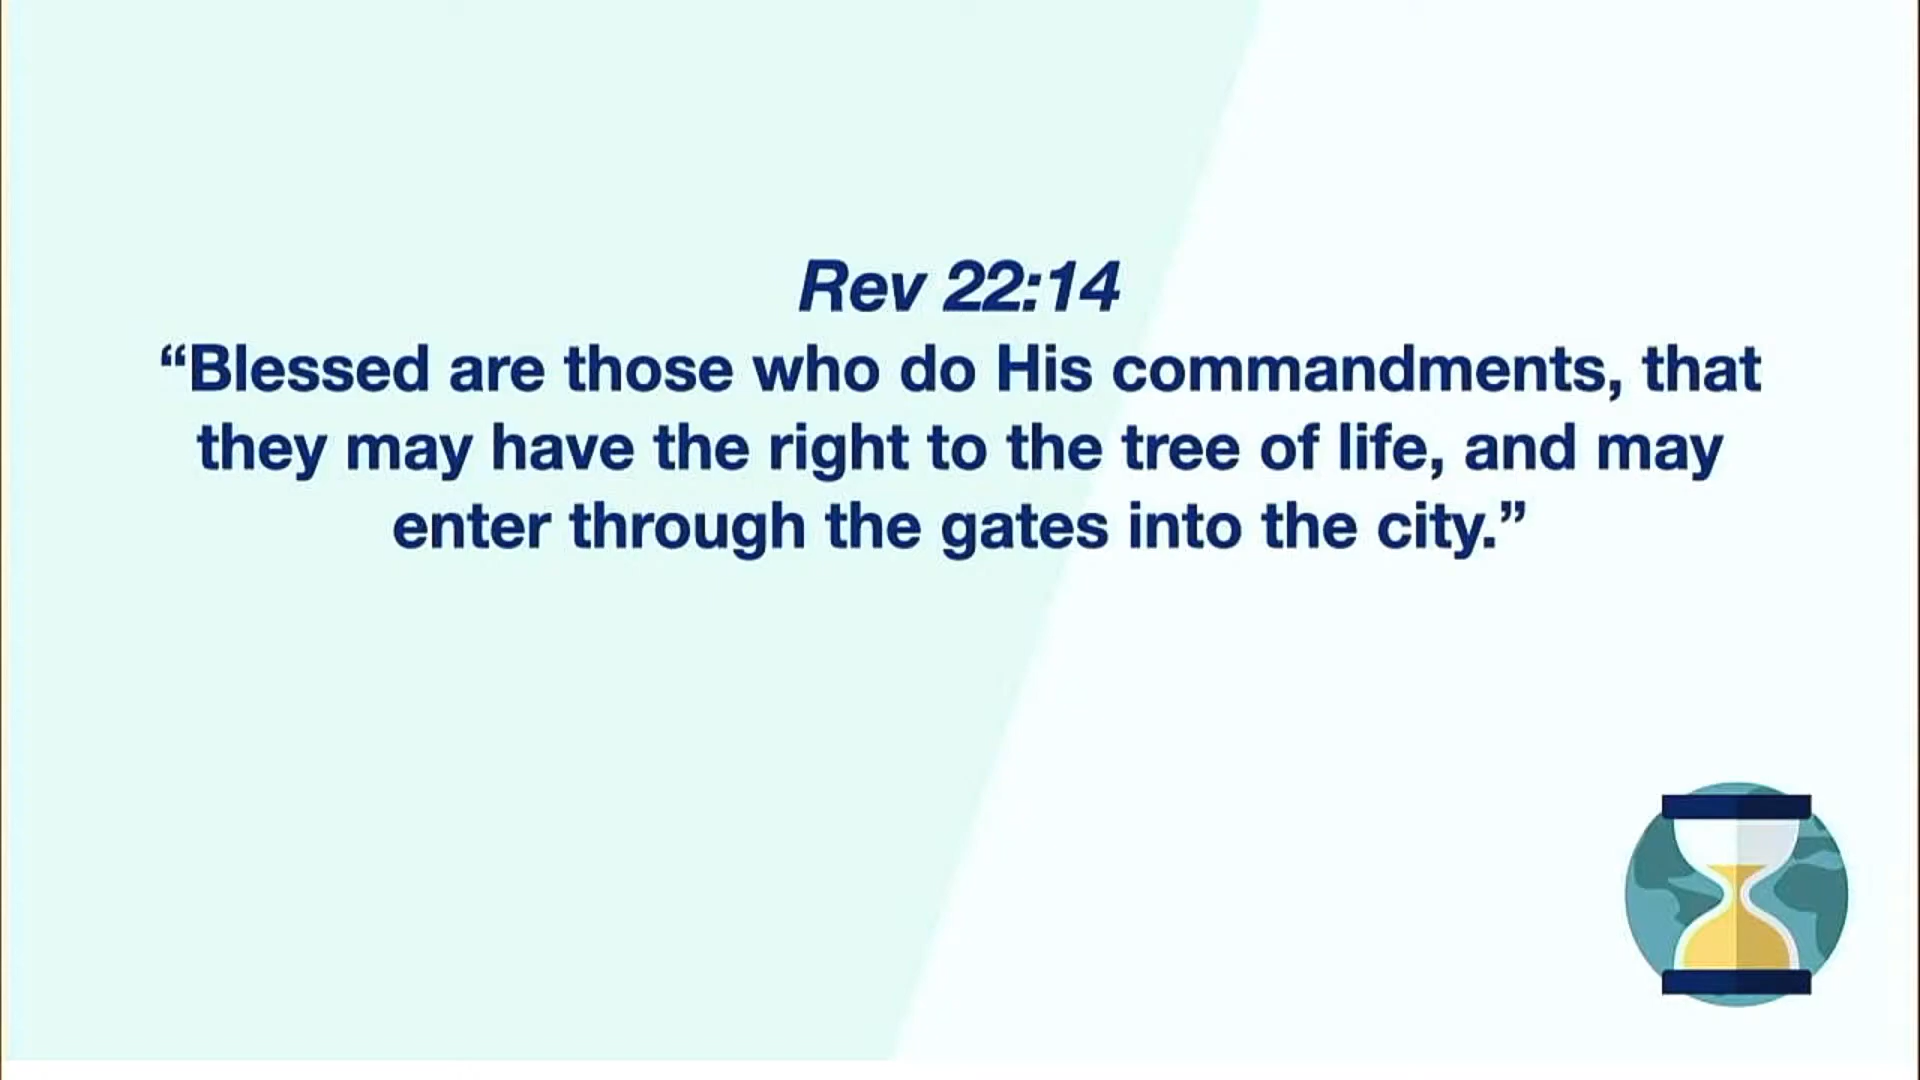 Rev 22:14
“Blessed are those who do His commandments, that
they may have the right to the tree of life, and may
enter through the gates into the city.”